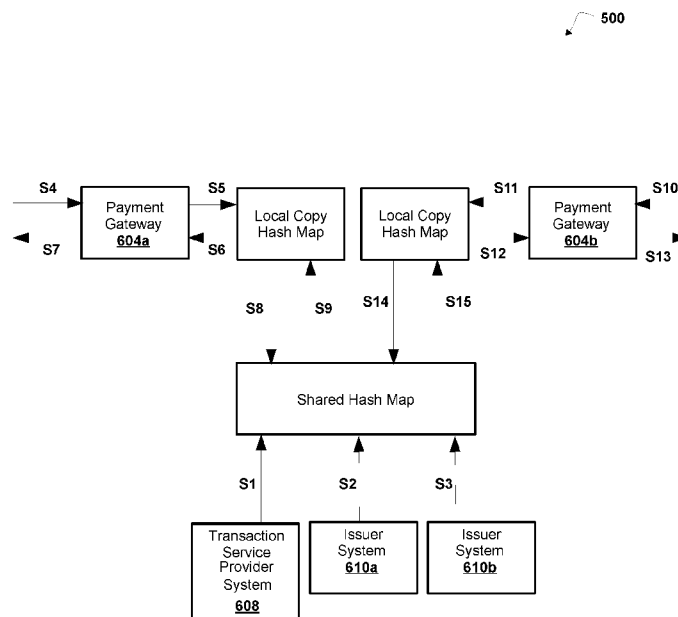 500
S4
S5
S11
S10
Payment
Gateway
604a
Local Copy
Hash Map
Local Copy
Hash Map
Payment
Gateway
604b
S7
S6
S12
S13
S8
S9
S14
S15
Shared Hash Map
S1
S2
S3
Transaction
Service
Provider
System
608
Issuer
System
610a
Issuer
System
610b